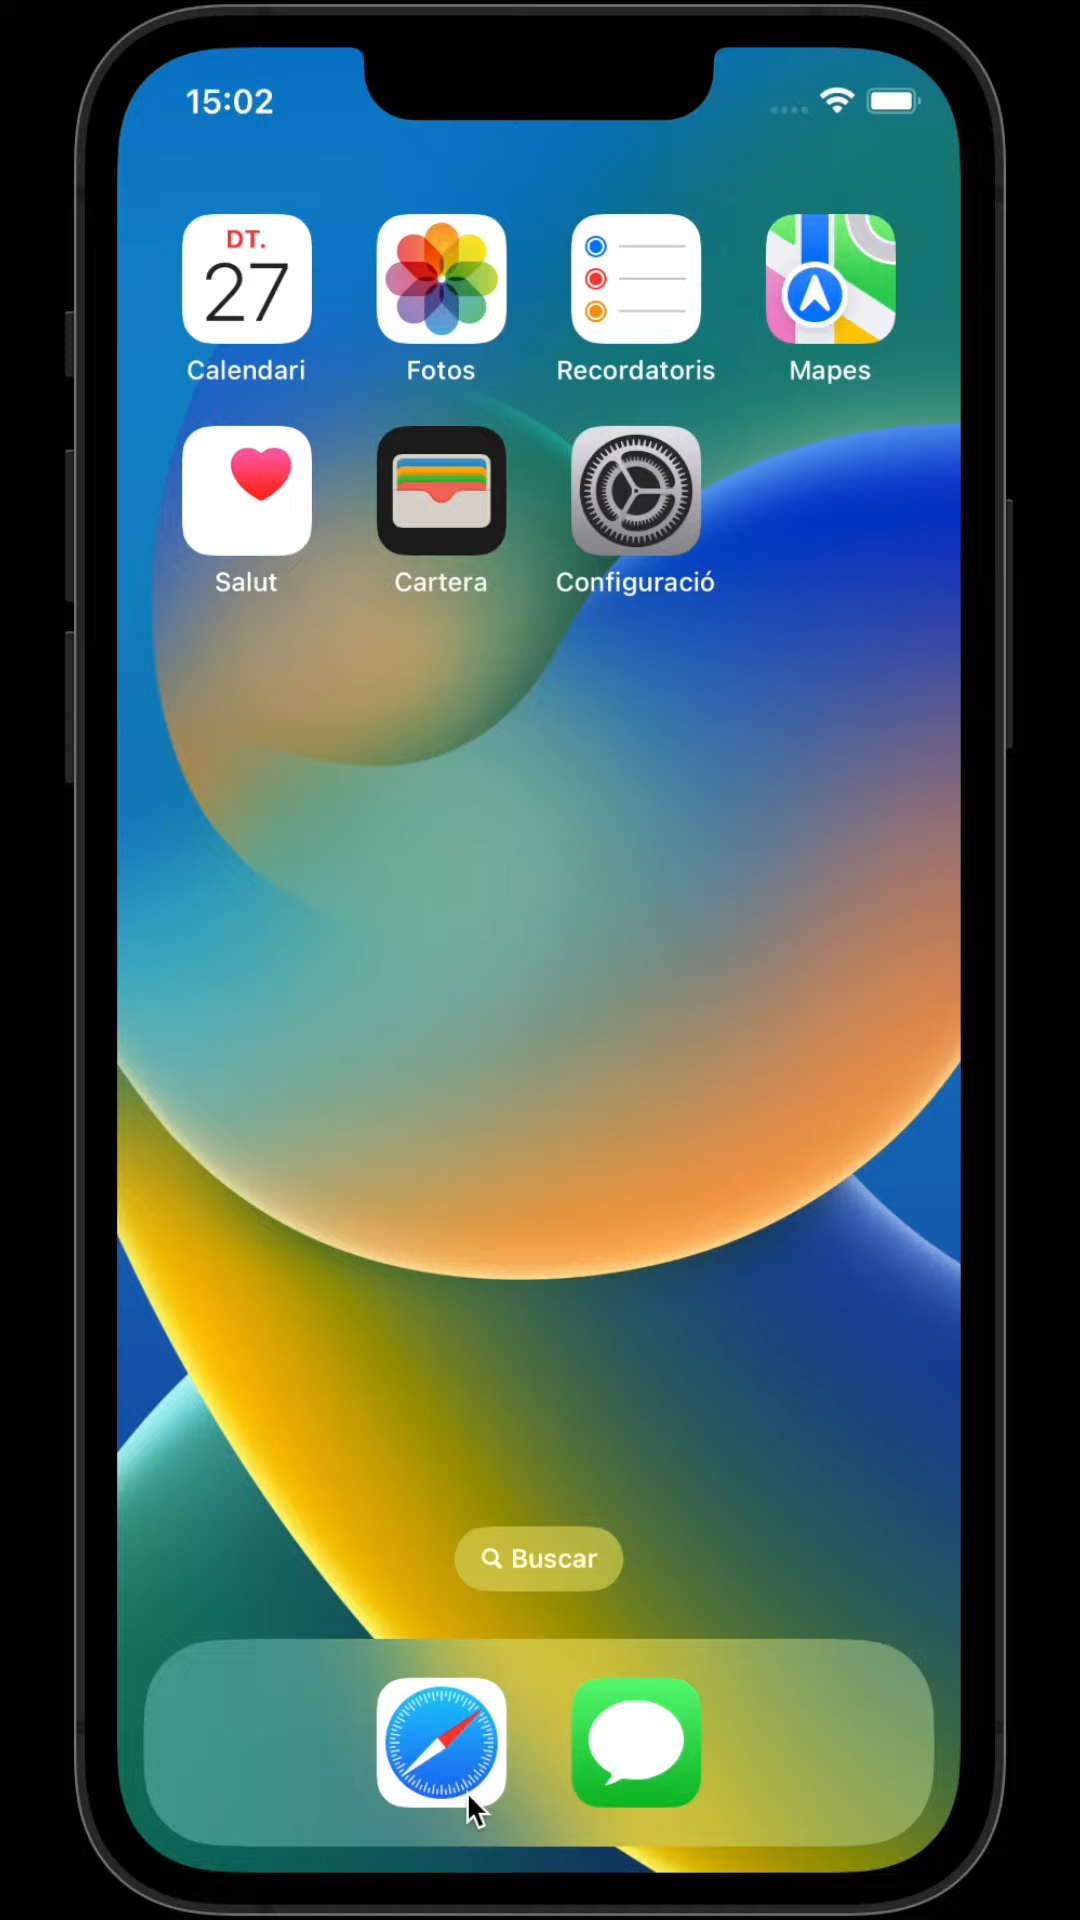 15:02
DT.
27
Calendari
Fotos
Recordatoris
Mapes
Salut
Cartera
Configuració
Buscar